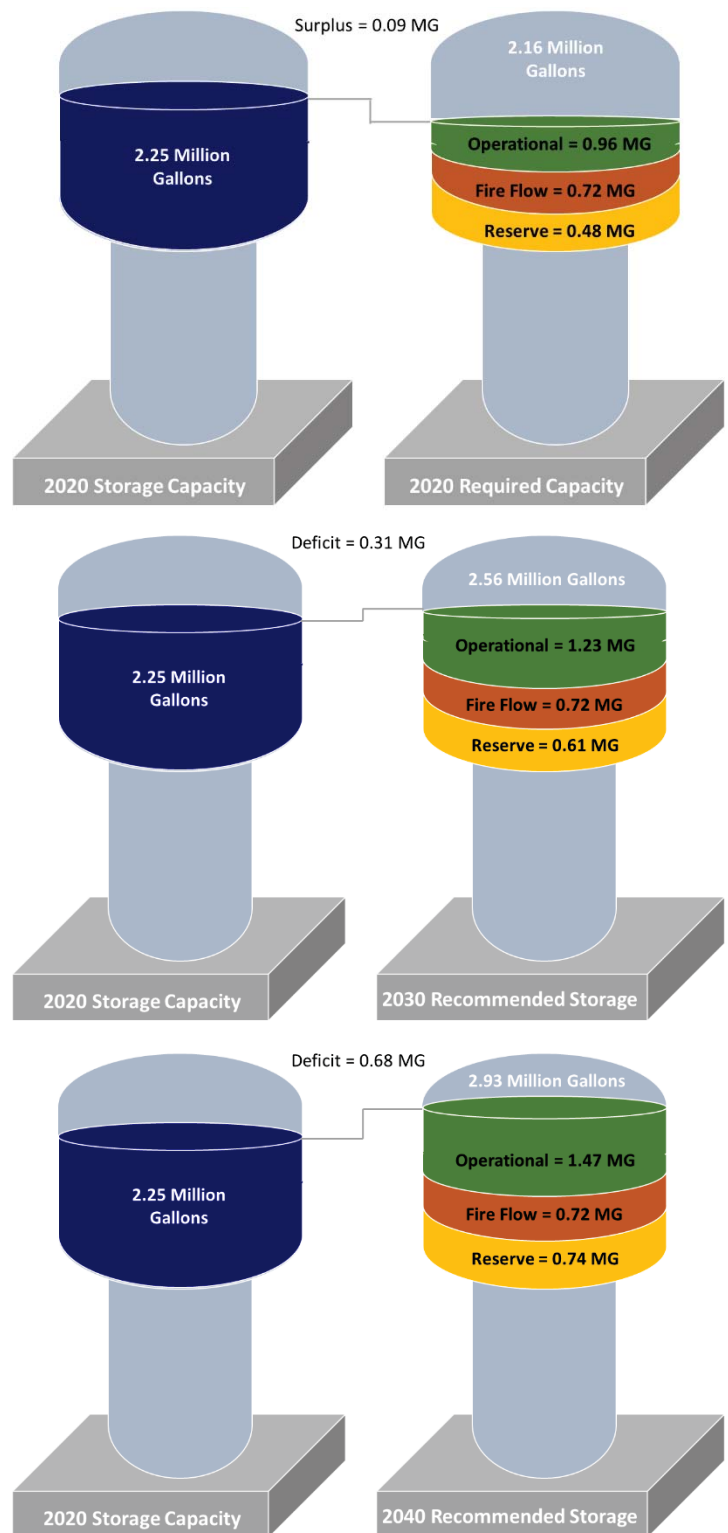 Surplus = 0.09 MG
2.25 Million
Gallons
2.16 Million
Gallons
Operational = 0.96 MG
Fire Flow = 0.72 MG
Reserve = 0.48 MG
2020 Storage Capacity
2020 Required Capacity
Deficit = 0.31 MG
2.25 Million
Gallons
2.56 Million Gallons
Operational = 1.23 MG
Fire Flow = 0.72 MG
Reserve = 0.61 MG
2020 Storage Capacity
2030 Recommended Storage
Deficit = 0.68 MG
2.25 Million
Gallons
2.93 Million Gallons
Operational = 1.47 MG
Fire Flow = 0.72 MG
Reserve = 0.74 MG
2020 Storage Capacity
2040 Recommended Storage